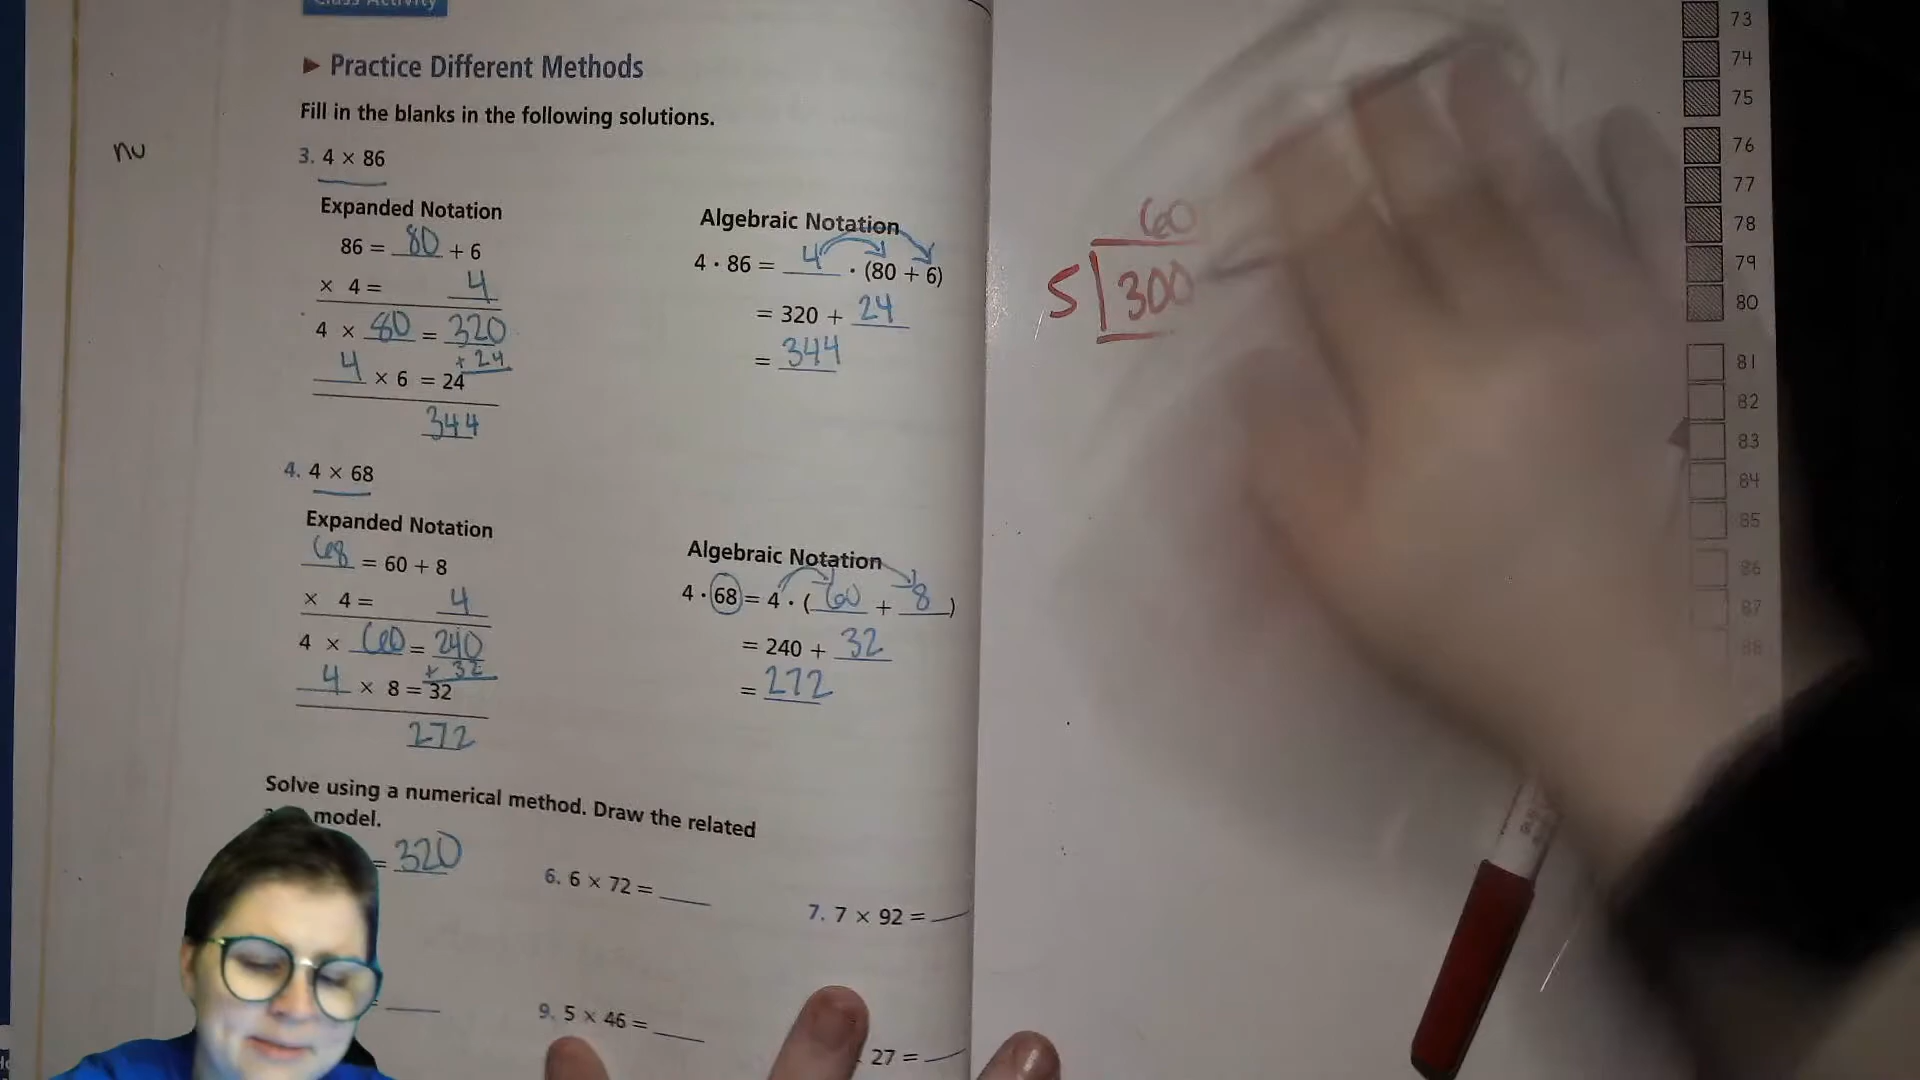 Class Activity
▶ Practice Different Methods
Fill in the blanks in the following solutions.
nu
3. 4 × 86
Expanded Notation
86 = 80 + 6
× 4 = 4
4 × 80 = 320
+ 24
4 × 6 = 24
344
Algebraic Notation
4 · 86 = 4 · (80 + 6)
= 320 + 24
= 344
4. 4 × 68
Expanded Notation
68 = 60 + 8
× 4 = 4
4 × 60 = 240
+ 32
4 × 8 = 32
272
Algebraic Notation
4 · 68 = 4 · (60 + 8)
= 240 + 32
= 272
Solve using a numerical method. Draw the related
model.
= 320
6. 6 × 72 =
7. 7 × 92 =
=
9. 5 × 46 =
27 =
60
5 300
73
74
75
76
77
78
79
80
81
82
83
84
85
86
87
88